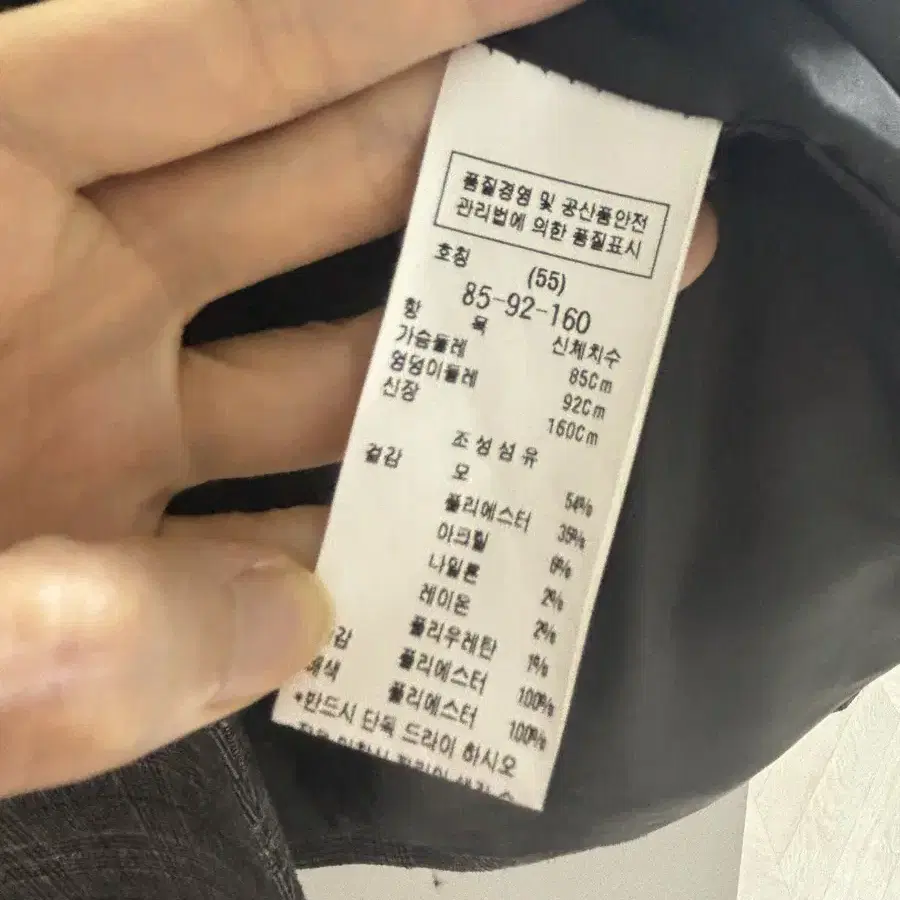 품질경영 및 공산품안전
관리법에 의한 품질표시
호칭 (55)
85-92-160
항 목 신체치수
가슴둘레 85Cm
엉덩이둘레 92Cm
신장 160Cm
조성섬유
겉감 모 54%
폴리에스터 35%
아크릴 6%
나일론 2%
레이온 2%
폴리우레탄 1%
감 폴리에스터 100%
배색 폴리에스터 100%
*반드시 단독 드라이 하시오